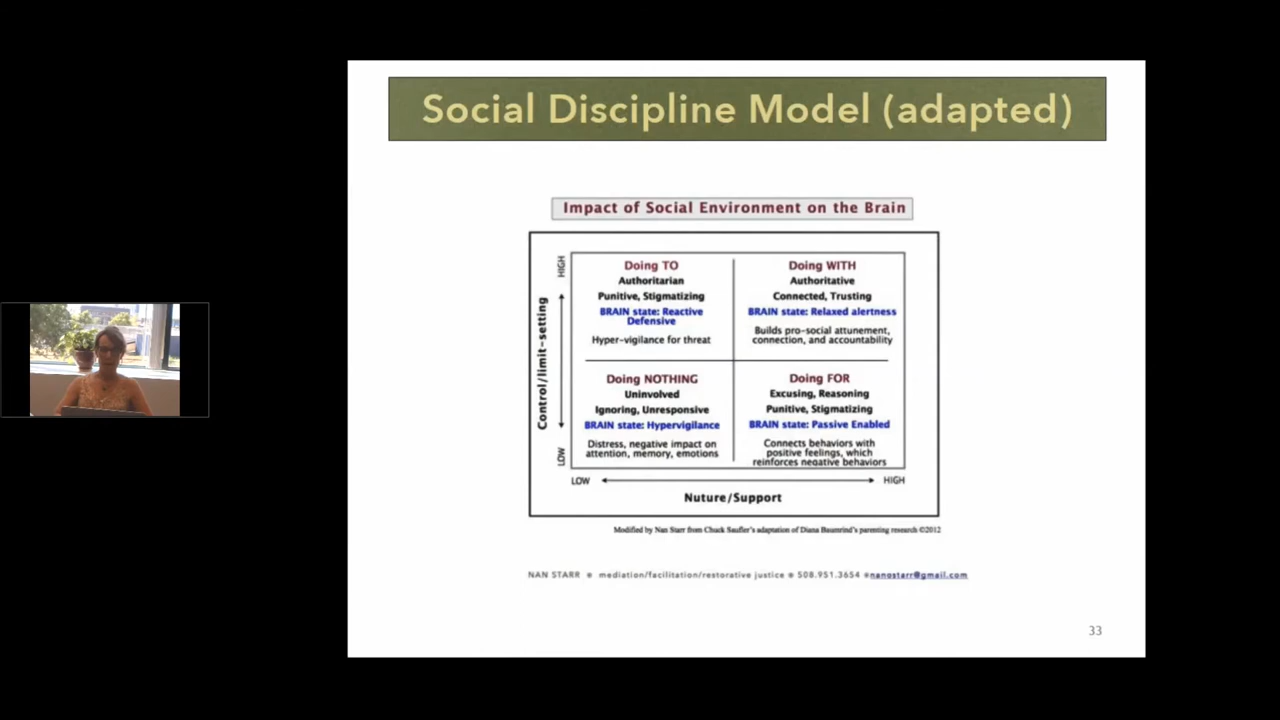 Social Discipline Model (adapted)
Impact of Social Environment on the Brain
HIGH
Control/limit-setting
LOW
Doing TO
Authoritarian
Punitive, Stigmatizing
BRAIN state: Reactive
Defensive
Hyper-vigilance for threat
Doing WITH
Authoritative
Connected, Trusting
BRAIN state: Relaxed alertness
Builds pro-social attunement,
connection, and accountability
Doing NOTHING
Uninvolved
Ignoring, Unresponsive
BRAIN state: Hypervigilance
Distress, negative impact on
attention, memory, emotions
Doing FOR
Excusing, Reasoning
Punitive, Stigmatizing
BRAIN state: Passive Enabled
Connects behaviors with
positive feelings, which
reinforces negative behaviors
LOW HIGH
Nuture/Support
Modified by Nan Starr from Chuck Saufler's adaptation of Diana Baumrind's parenting research ©2012
NAN STARR • mediation/facilitation/restorative justice • 508.951.3654 •nanostarr@gmail.com
33